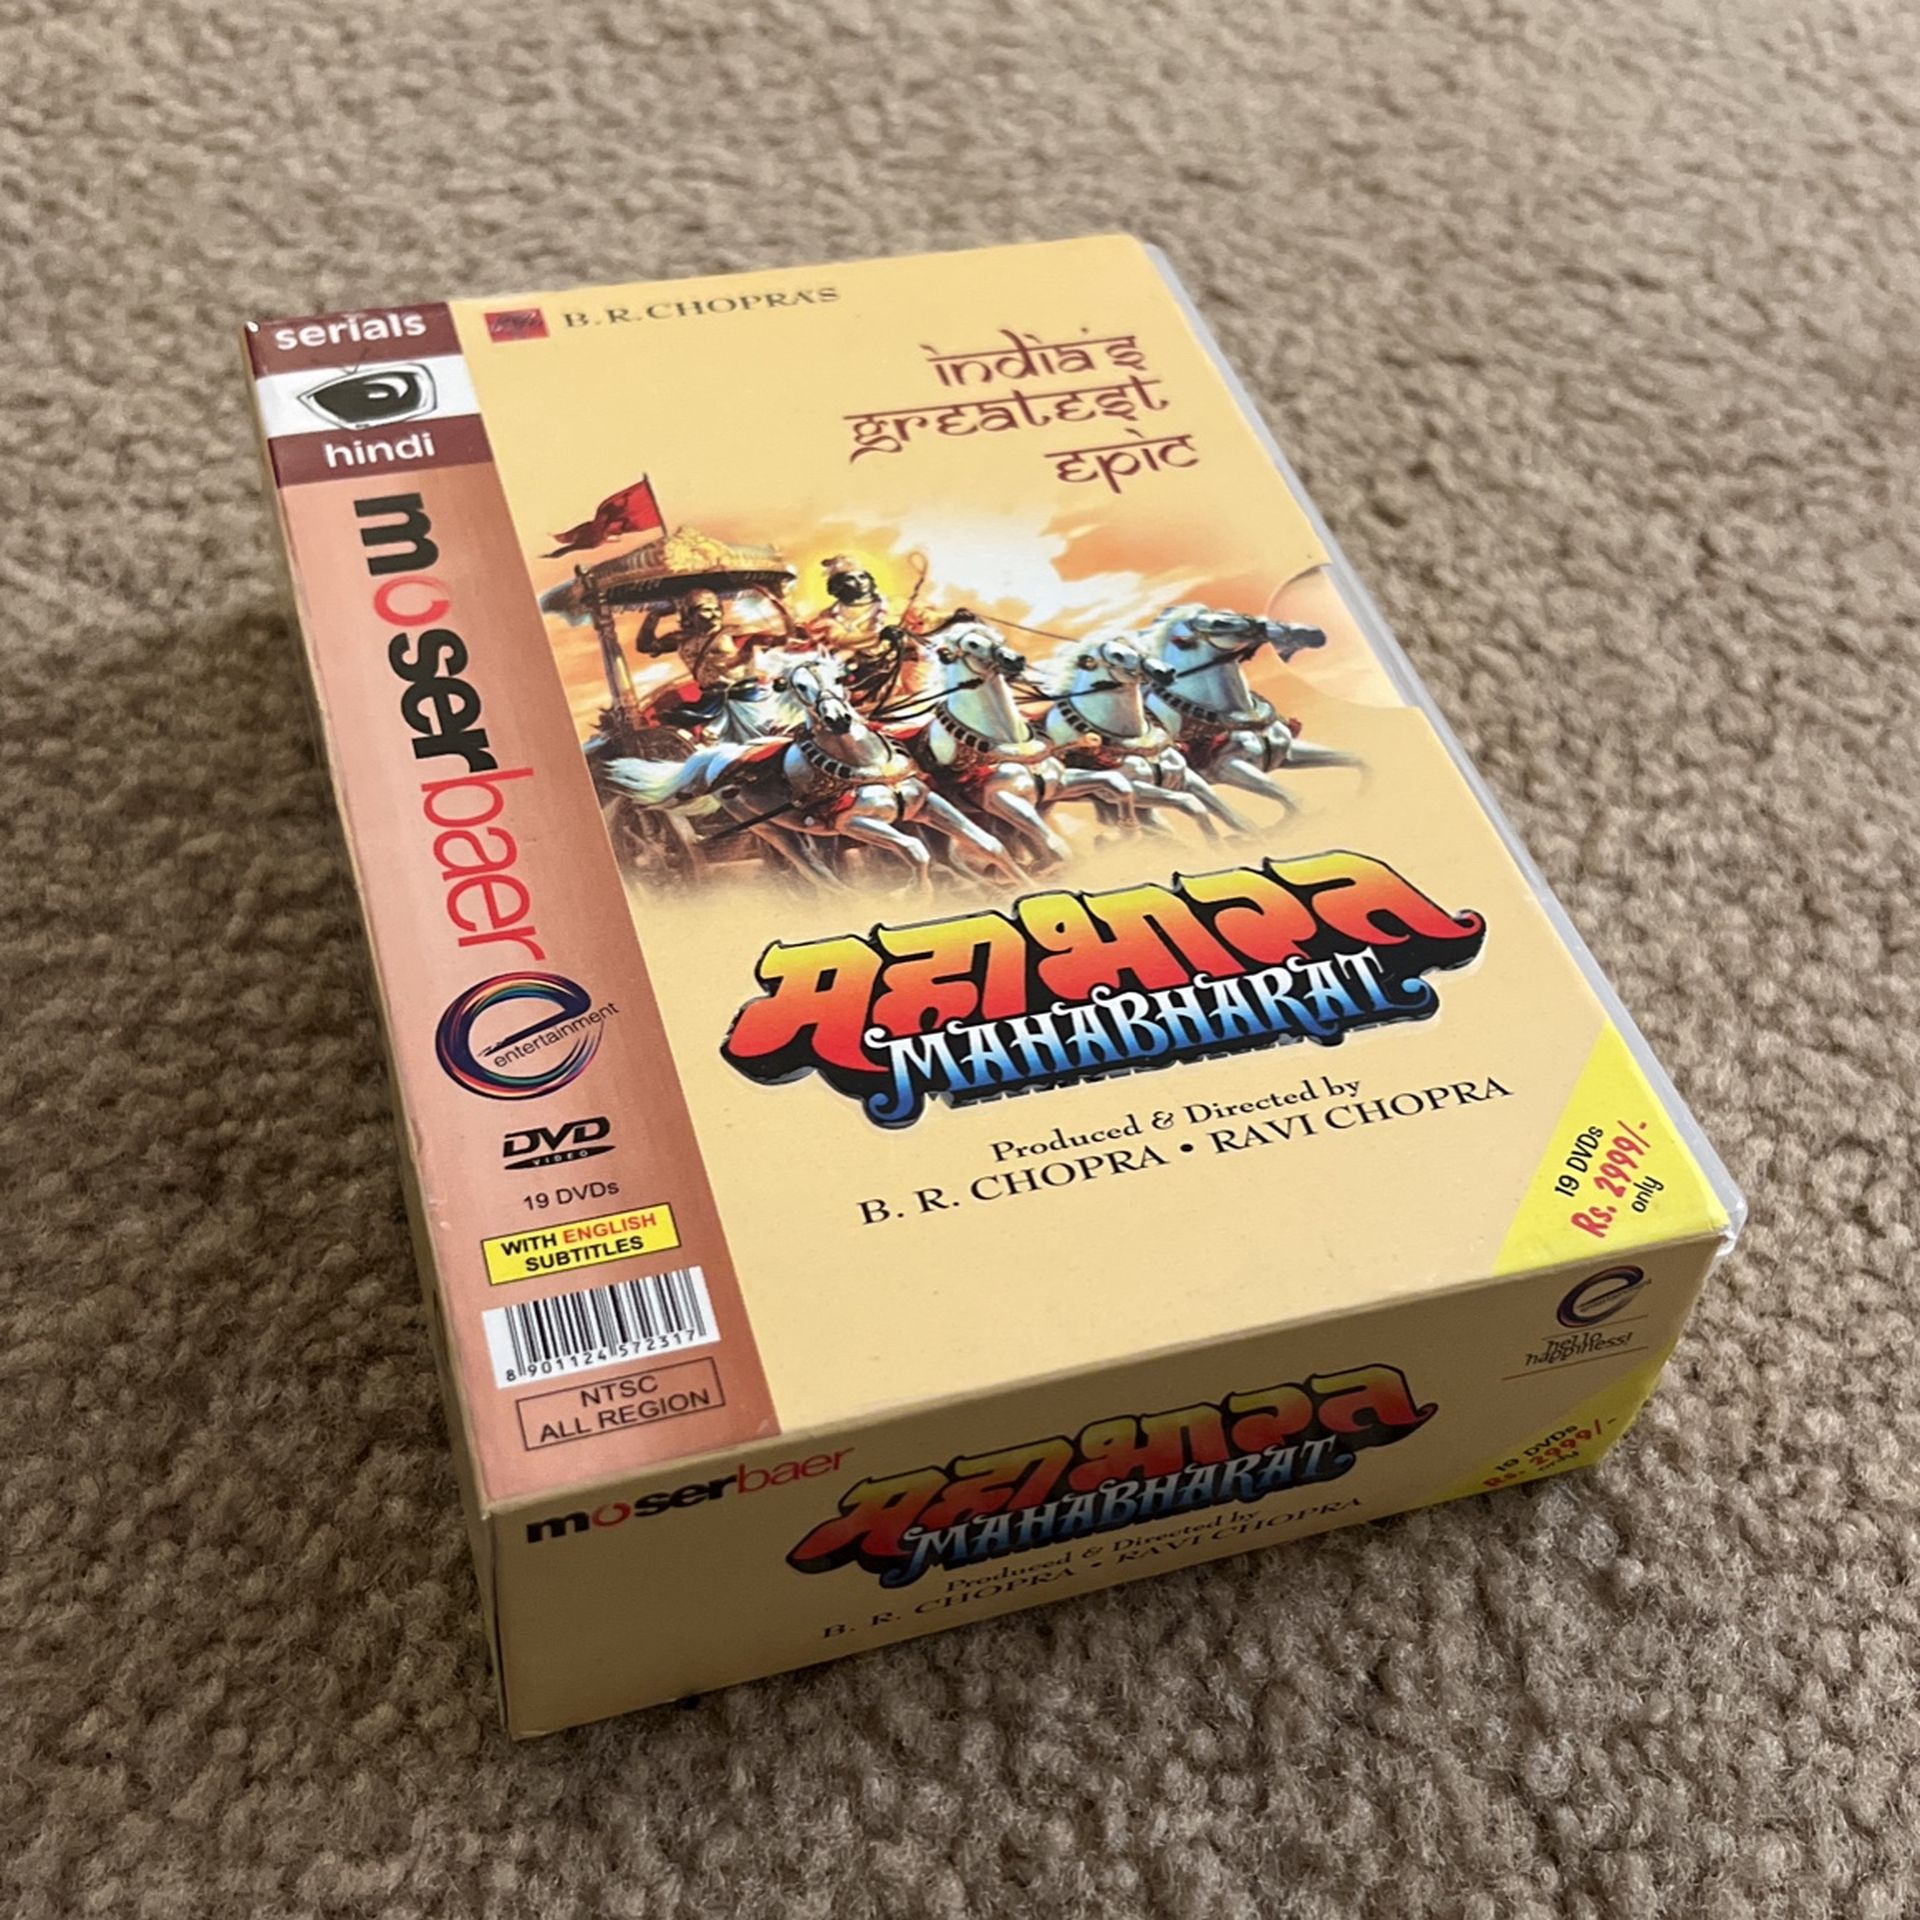 serials
hindi
moserbaer
entertainment
DVD
VIDEO
19 DVDs
WITH ENGLISH
SUBTITLES
8 901124 572317
NTSC
ALL REGION
B.R.CHOPRA'S
india's
greatest
epic
महाभारत
MAHABHARAT
Produced & Directed by
B. R. CHOPRA • RAVI CHOPRA
19 DVDs
Rs. 2999/-
only
moserbaer
महाभारत
MAHABHARAT
Produced & Directed by
B. R. CHOPRA • RAVI CHOPRA
hello
happiness!
19 DVDs
Rs. 2999/-
only